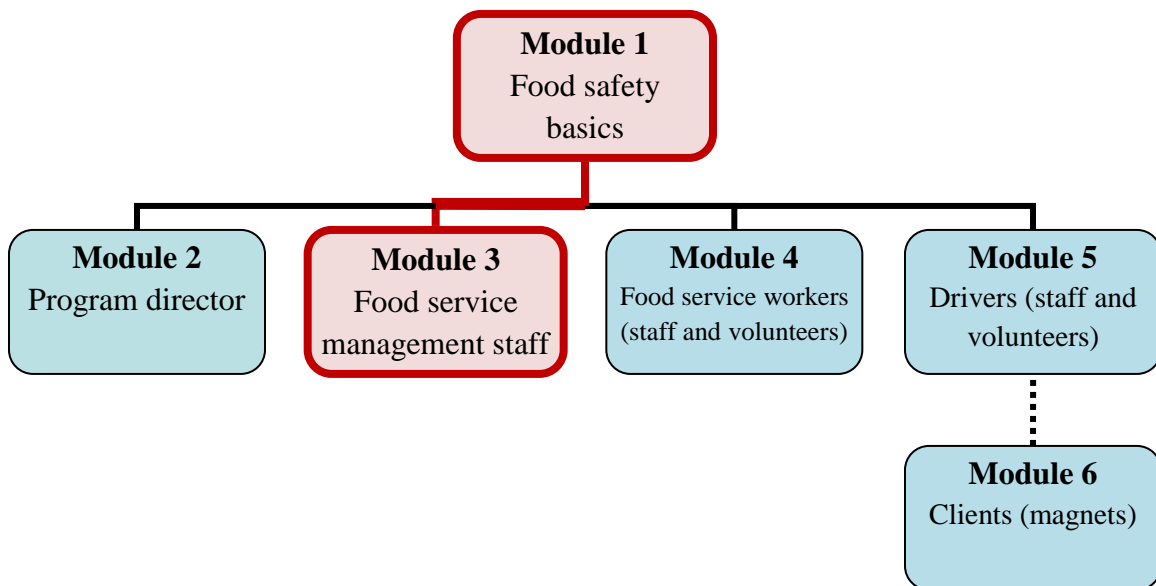 Module 1
Food safety
basics
Module 2
Program director
Module 3
Food service
management staff
Module 4
Food service workers
(staff and volunteers)
Module 5
Drivers (staff and
volunteers)
Module 6
Clients (magnets)